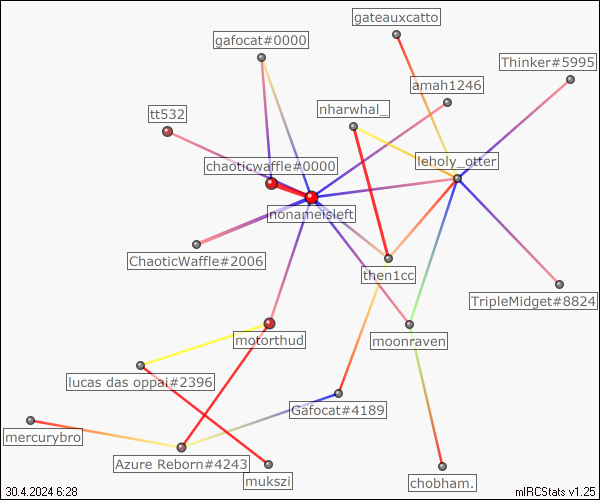 gateauxcatto
gafocat#0000
Thinker#5995
amah1246
nharwhal_
tt532
leholy_otter
chaoticwaffle#0000
nonameisleft
ChaoticWaffle#2006
then1cc
TripleMidget#8824
motorthud
moonraven
lucas das oppai#2396
Gafocat#4189
mercurybro
Azure Reborn#4243
mukszi
chobham.
30.4.2024 6:28
mIRCStats v1.25